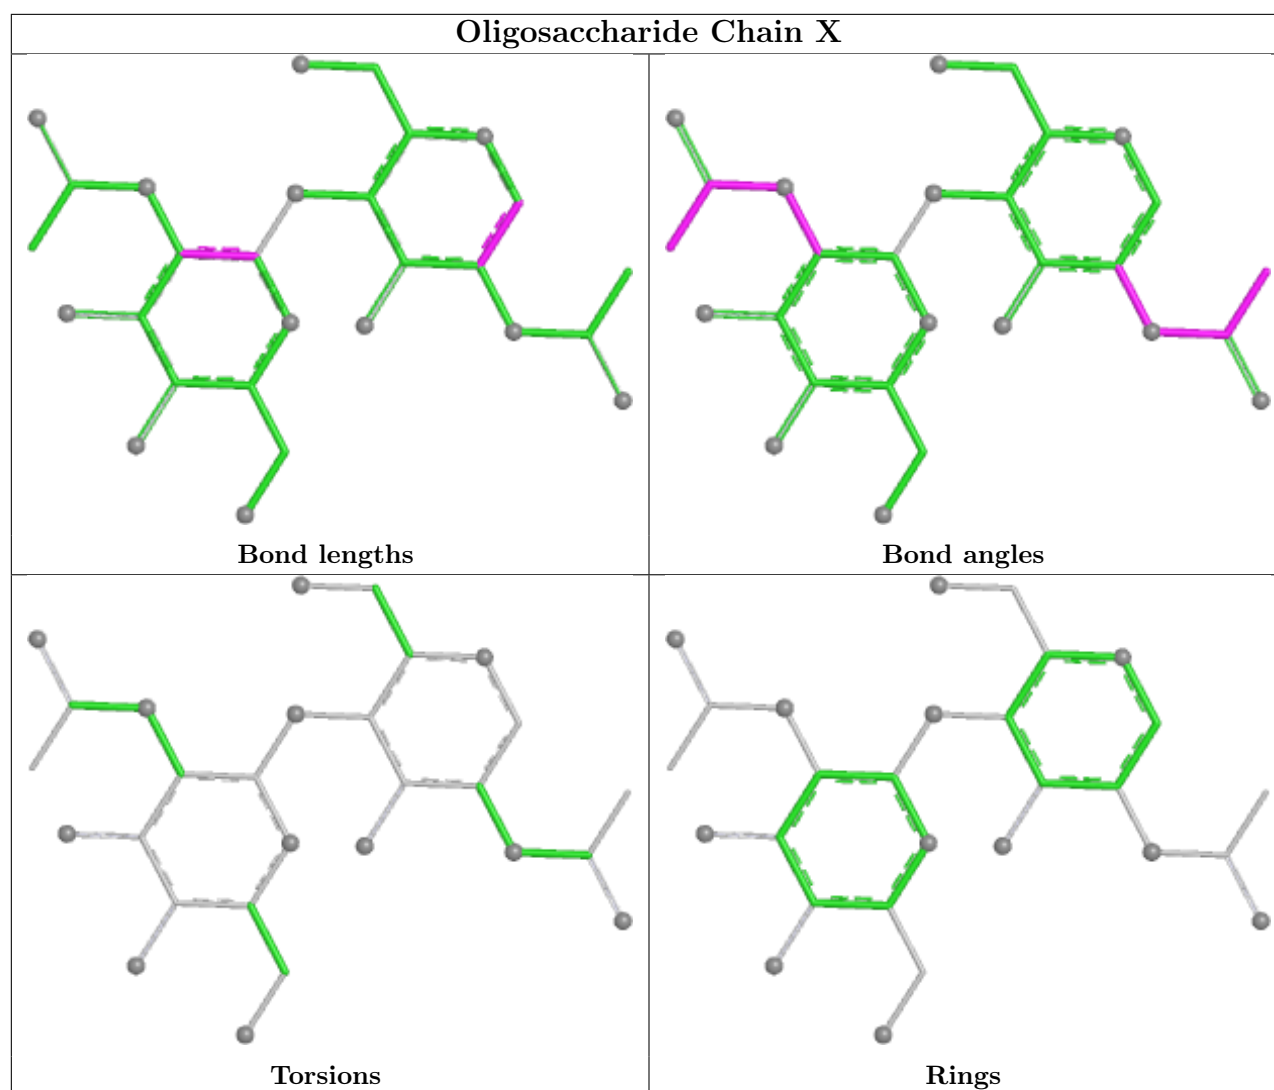 Oligosaccharide Chain X
Bond lengths
Bond angles
Torsions
Rings